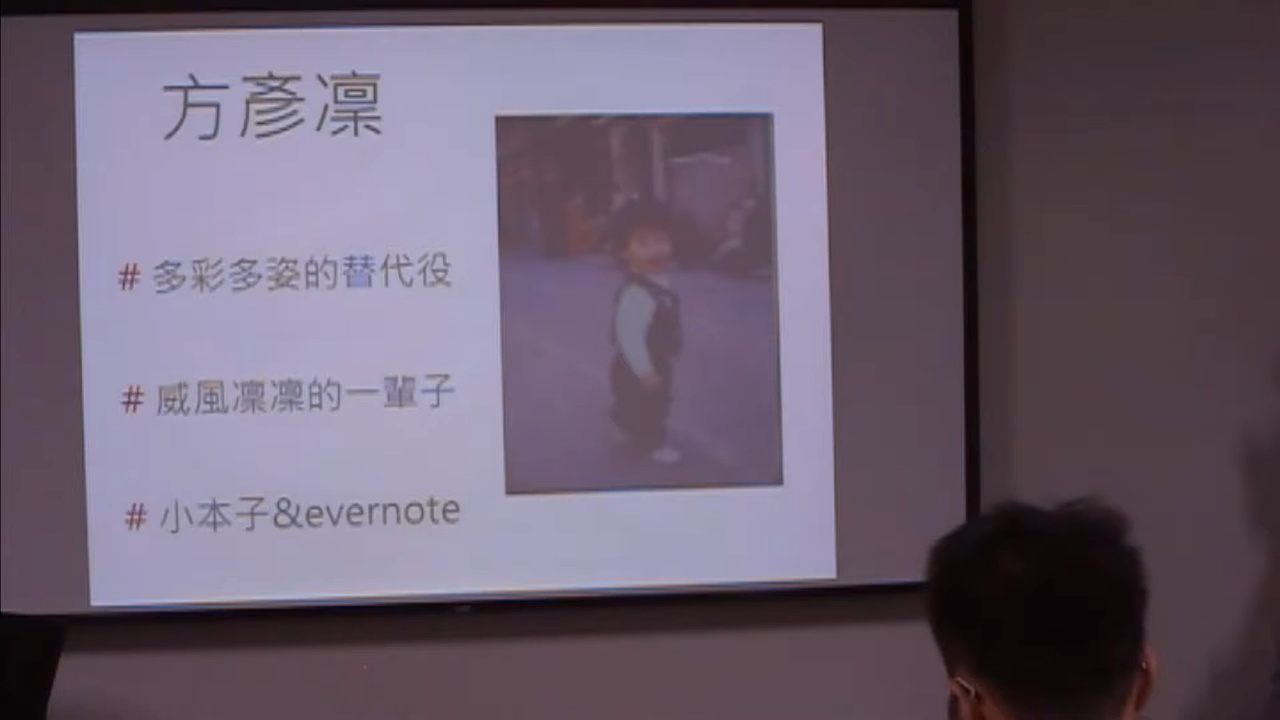 方彥凜
# 多彩多姿的替代役
# 威風凜凜的一輩子
# 小本子&evernote